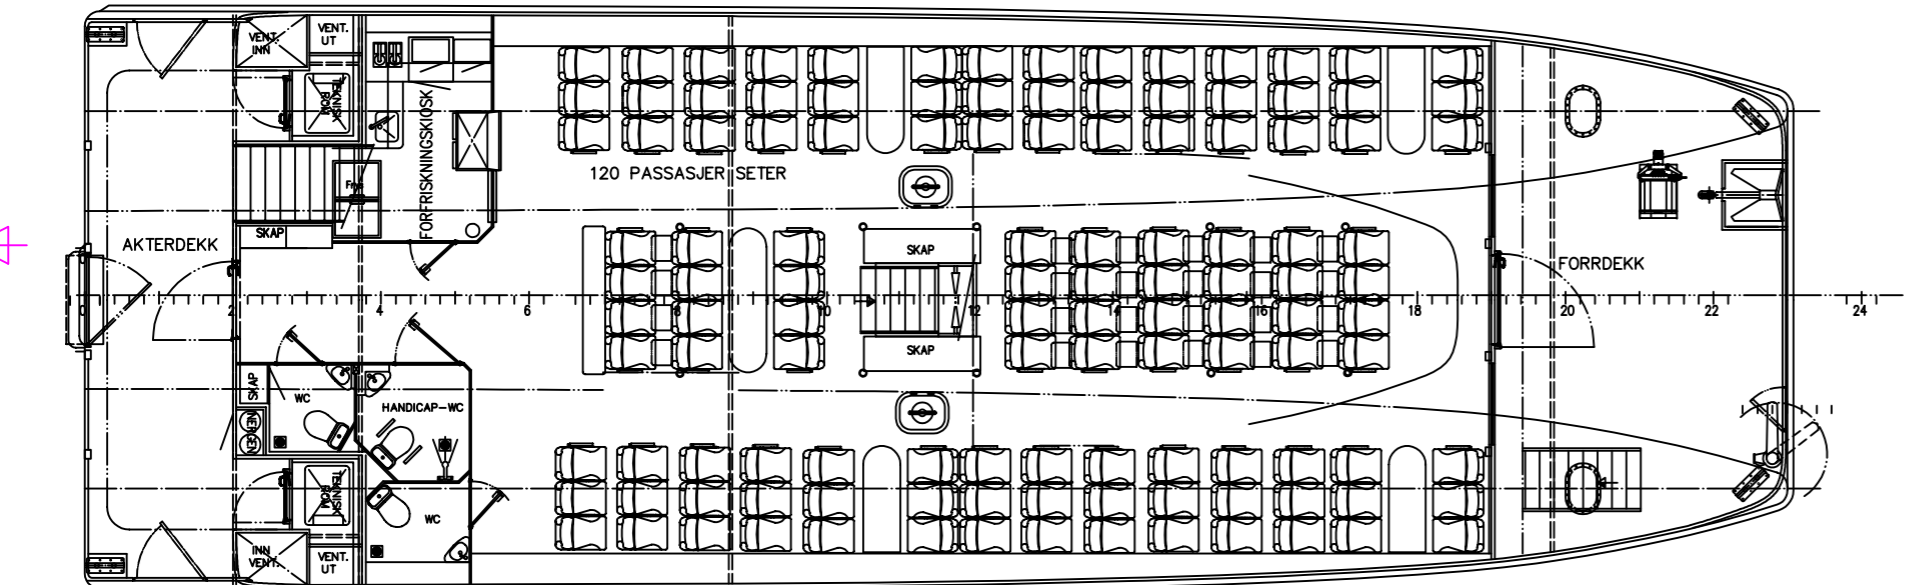 VENT.
INN
VENT.
UT
TEKNISK
ROM
FORFRISKNINGSKIOSK
120 PASSASJER SETER
SKAP
AKTERDEKK
SKAP
FORRDEKK
2
4
6
8
10
12
14
16
18
20
22
24
SKAP
SKAP
WC
HANDICAP-WC
TEKNISK
ROM
WC
INN
VENT.
VENT.
UT